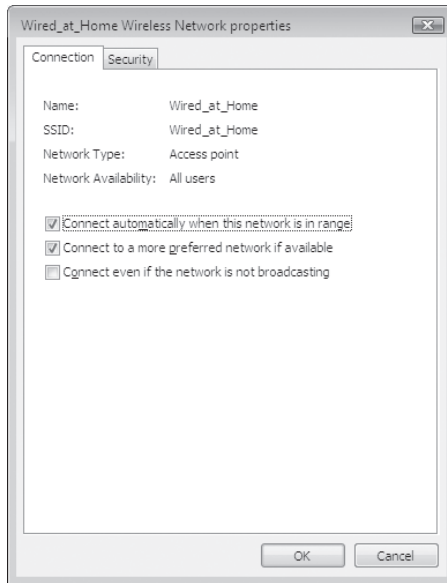 Wired_at_Home Wireless Network properties
Connection Security
Name: Wired_at_Home
SSID: Wired_at_Home
Network Type: Access point
Network Availability: All users
Connect automatically when this network is in range
Connect to a more preferred network if available
Connect even if the network is not broadcasting
OK Cancel